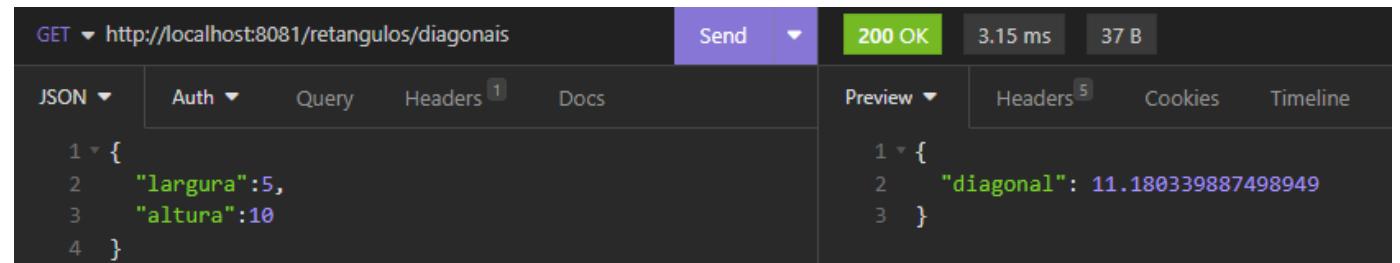 GET http://localhost:8081/retangulos/diagonais Send 200 OK 3.15 ms 37 B
JSON Auth Query Headers 1 Docs Preview Headers 5 Cookies Timeline
1 {
2 "largura":5,
3 "altura":10
4 }
1 {
2 "diagonal": 11.180339887498949
3 }